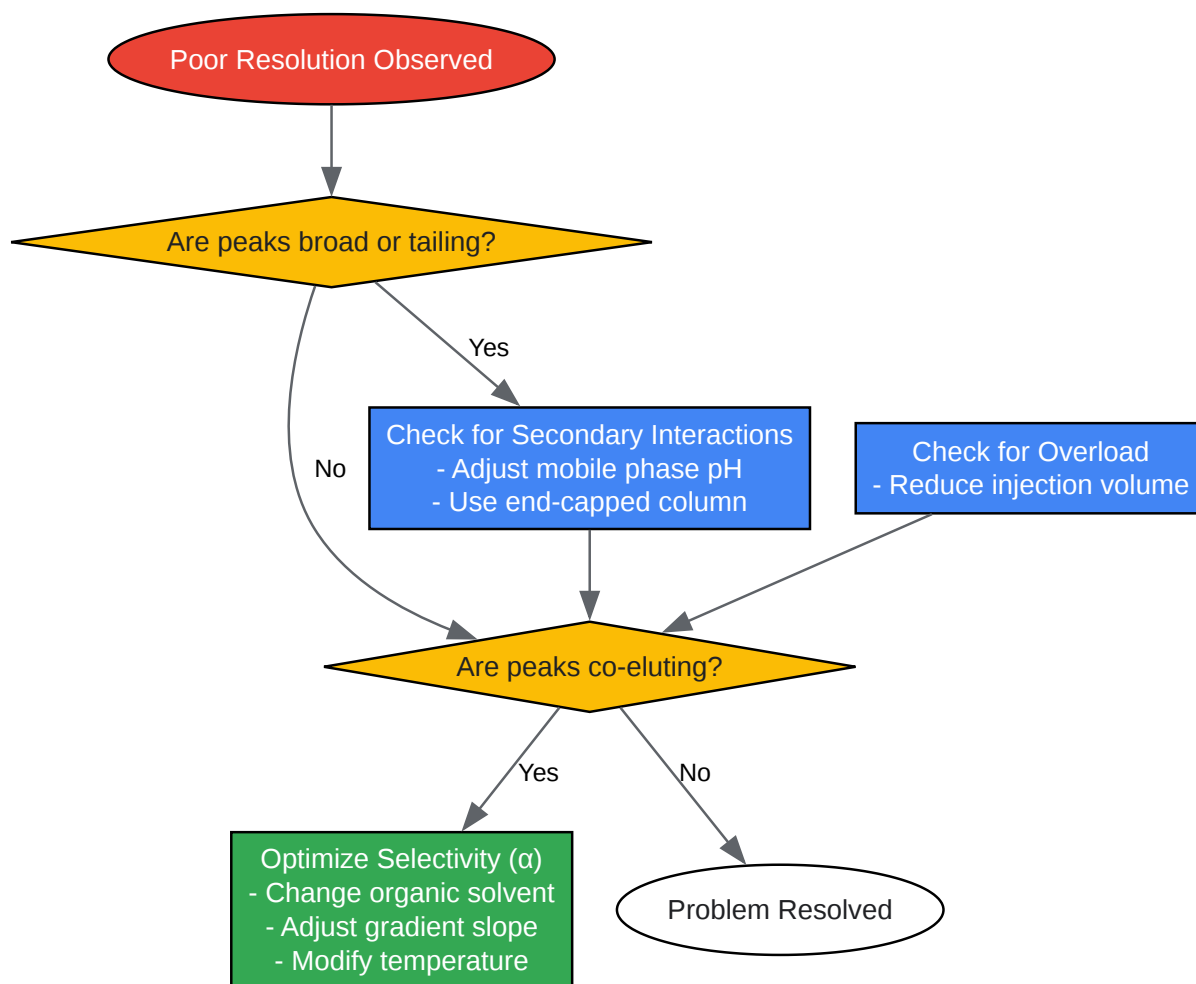 Poor Resolution Observed
Are peaks broad or tailing?
Yes
Check for Secondary Interactions
- Adjust mobile phase pH
- Use end-capped column
Check for Overload
- Reduce injection volume
No
Are peaks co-eluting?
Yes
No
Optimize Selectivity (α)
- Change organic solvent
- Adjust gradient slope
- Modify temperature
Problem Resolved